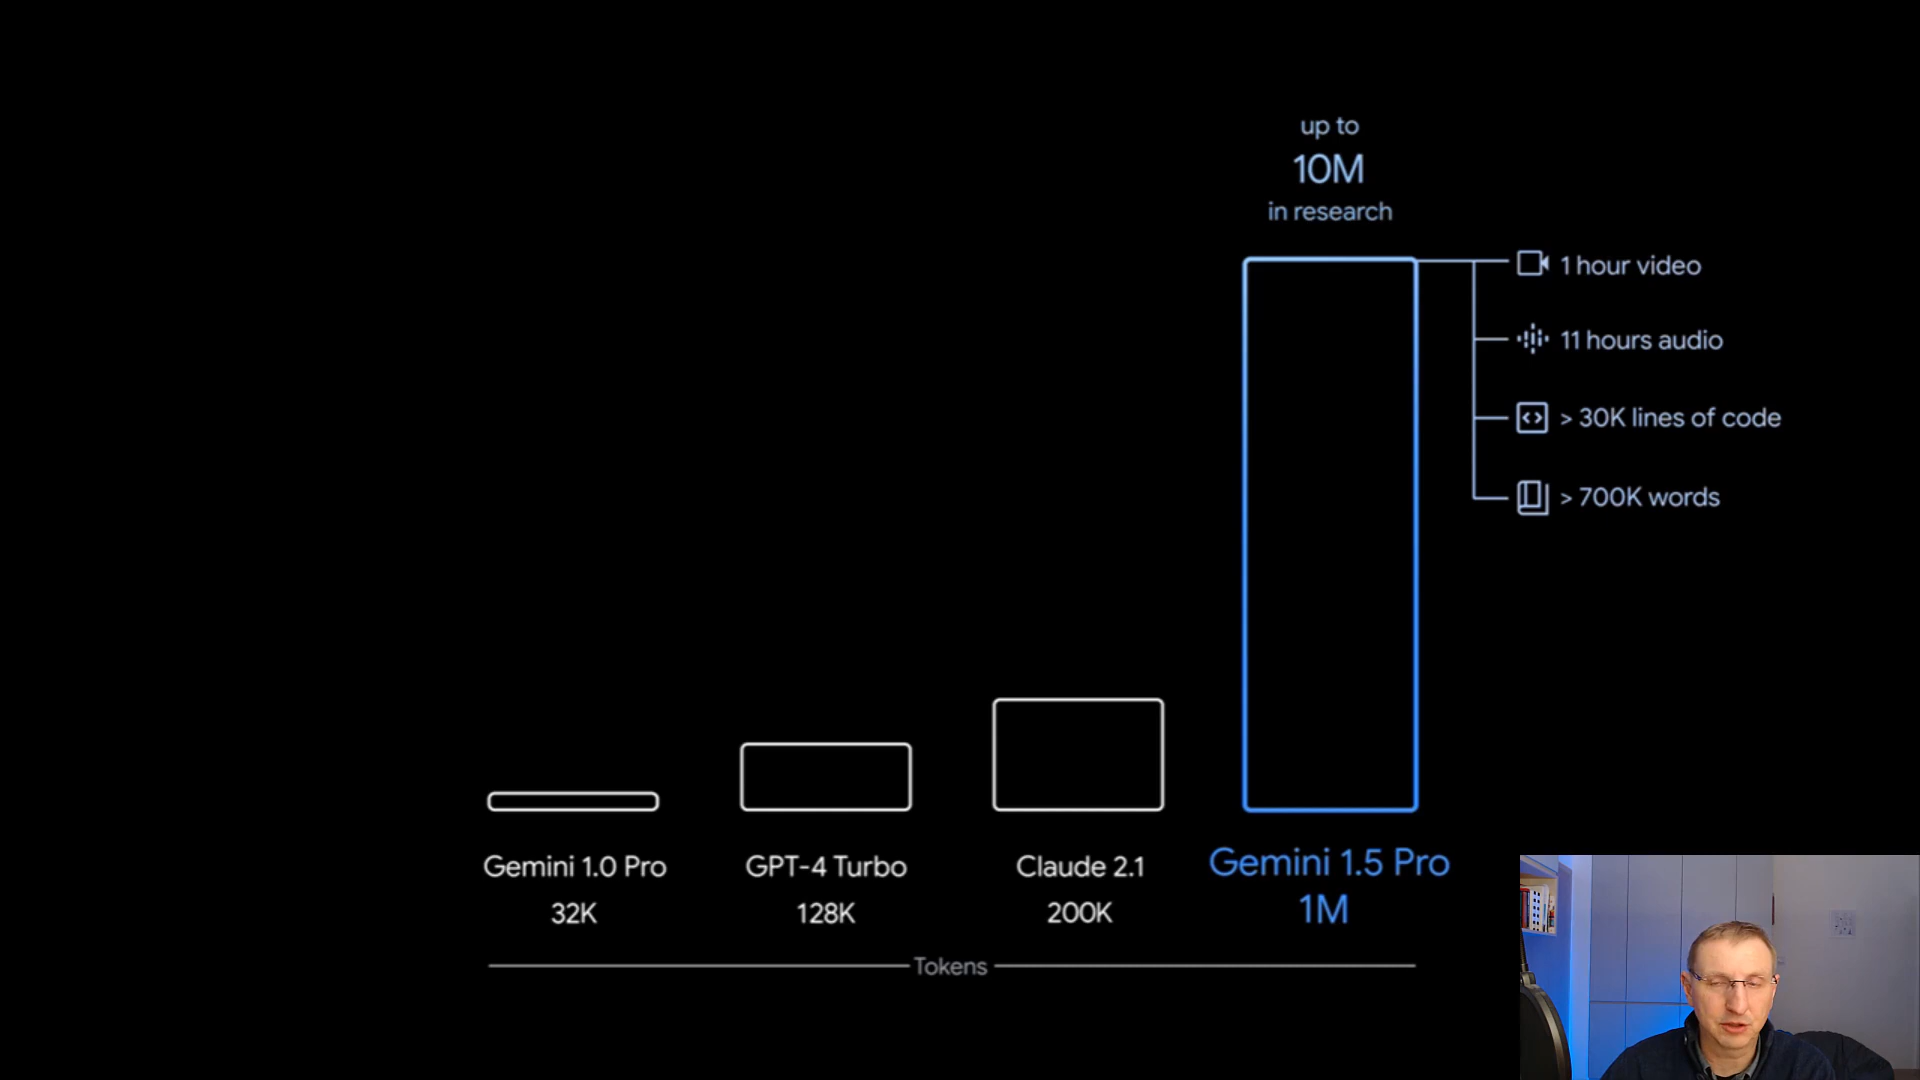 up to
10M
in research
1 hour video
11 hours audio
> 30K lines of code
> 700K words
Gemini 1.0 Pro
32K
GPT-4 Turbo
128K
Claude 2.1
200K
Gemini 1.5 Pro
1M
Tokens